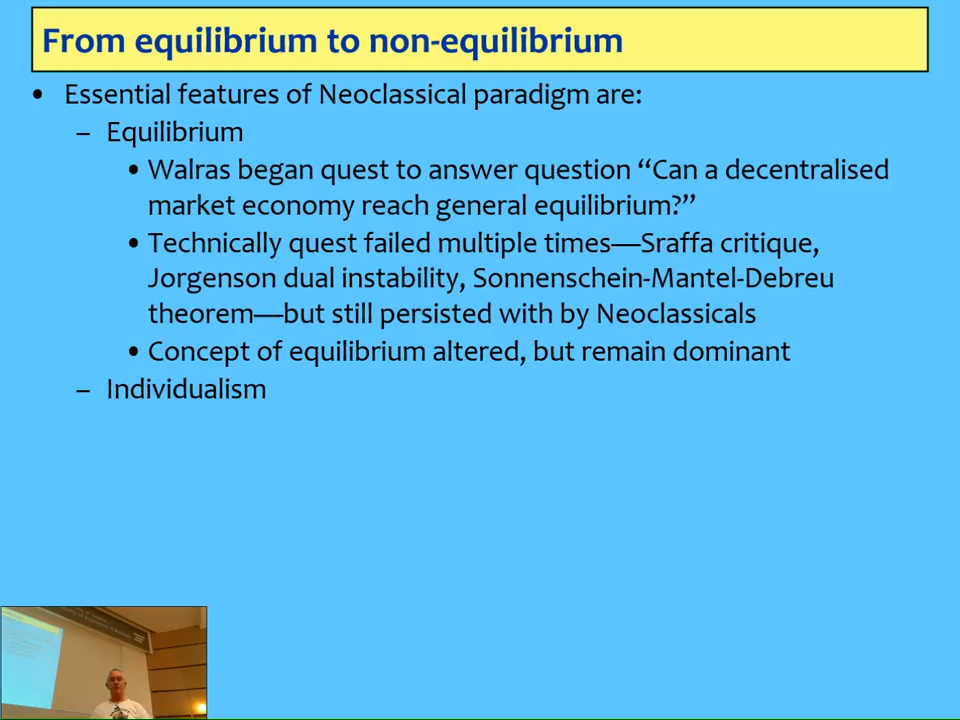 From equilibrium to non-equilibrium
• Essential features of Neoclassical paradigm are:
– Equilibrium
• Walras began quest to answer question “Can a decentralised
market economy reach general equilibrium?”
• Technically quest failed multiple times—Sraffa critique,
Jorgenson dual instability, Sonnenschein-Mantel-Debreu
theorem—but still persisted with by Neoclassicals
• Concept of equilibrium altered, but remain dominant
– Individualism